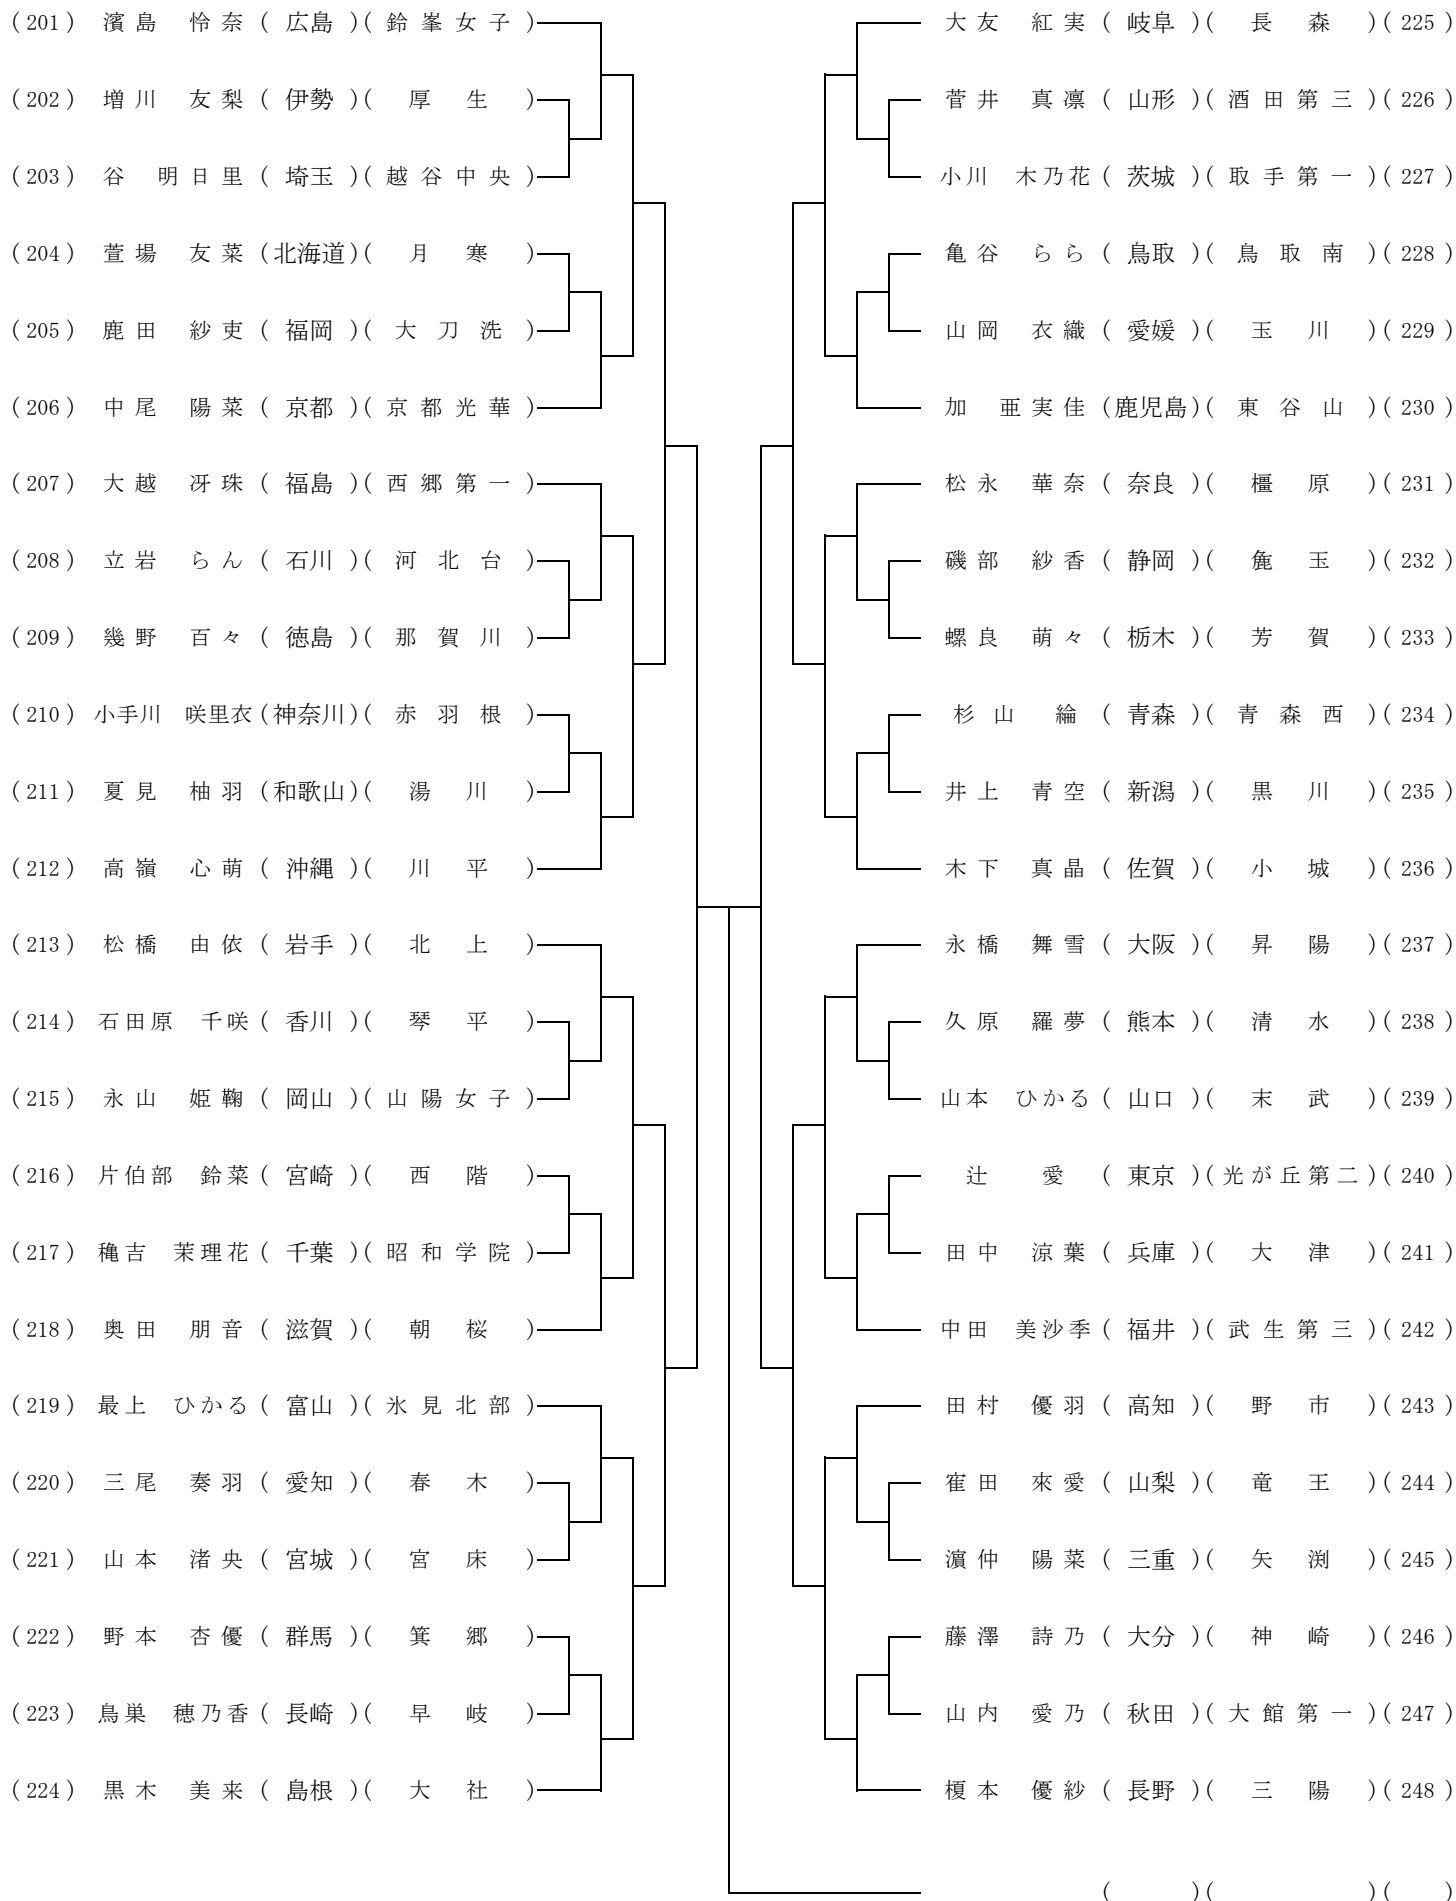 (201) 濱島 怜奈 ( 広島 )( 鈴峯女子 )
(202) 増川 友梨 ( 伊勢 )( 厚生 )
(203) 谷 明日里 ( 埼玉 )( 越谷中央 )
(204) 萱場 友菜 (北海道)( 月寒 )
(205) 鹿田 紗吏 ( 福岡 )( 大刀洗 )
(206) 中尾 陽菜 ( 京都 )( 京都光華 )
(207) 大越 冴珠 ( 福島 )( 西郷第一 )
(208) 立岩 らん ( 石川 )( 河北台 )
(209) 幾野 百々 ( 徳島 )( 那賀川 )
(210) 小手川 咲里衣 (神奈川)( 赤羽根 )
(211) 夏見 柚羽 (和歌山)( 湯川 )
(212) 高嶺 心萌 ( 沖縄 )( 川平 )
(213) 松橋 由依 ( 岩手 )( 北上 )
(214) 石田原 千咲 ( 香川 )( 琴平 )
(215) 永山 姫鞠 ( 岡山 )( 山陽女子 )
(216) 片伯部 鈴菜 ( 宮崎 )( 西階 )
(217) 穐吉 茉理花 ( 千葉 )( 昭和学院 )
(218) 奥田 朋音 ( 滋賀 )( 朝桜 )
(219) 最上 ひかる ( 富山 )( 氷見北部 )
(220) 三尾 奏羽 ( 愛知 )( 春木 )
(221) 山本 渚央 ( 宮城 )( 宮床 )
(222) 野本 杏優 ( 群馬 )( 箕郷 )
(223) 鳥巣 穂乃香 ( 長崎 )( 早岐 )
(224) 黒木 美来 ( 島根 )( 大社 )
大友 紅実 ( 岐阜 )( 長森 )( 225 )
菅井 真凛 ( 山形 )( 酒田第三 )( 226 )
小川 木乃花 ( 茨城 )( 取手第一 )( 227 )
亀谷 らら ( 鳥取 )( 鳥取南 )( 228 )
山岡 衣織 ( 愛媛 )( 玉川 )( 229 )
加 亜実佳 (鹿児島)( 東谷山 )( 230 )
松永 華奈 ( 奈良 )( 橿原 )( 231 )
磯部 紗香 ( 静岡 )( 麁玉 )( 232 )
螺良 萌々 ( 栃木 )( 芳賀 )( 233 )
杉山 綸 ( 青森 )( 青森西 )( 234 )
井上 青空 ( 新潟 )( 黒川 )( 235 )
木下 真晶 ( 佐賀 )( 小城 )( 236 )
永橋 舞雪 ( 大阪 )( 昇陽 )( 237 )
久原 羅夢 ( 熊本 )( 清水 )( 238 )
山本 ひかる ( 山口 )( 末武 )( 239 )
辻 愛 ( 東京 )( 光が丘第二 )( 240 )
田中 涼葉 ( 兵庫 )( 大津 )( 241 )
中田 美沙季 ( 福井 )( 武生第三 )( 242 )
田村 優羽 ( 高知 )( 野市 )( 243 )
雈田 來愛 ( 山梨 )( 竜王 )( 244 )
濵仲 陽菜 ( 三重 )( 矢渕 )( 245 )
藤澤 詩乃 ( 大分 )( 神崎 )( 246 )
山内 愛乃 ( 秋田 )( 大館第一 )( 247 )
榎本 優紗 ( 長野 )( 三陽 )( 248 )
( )( )( )